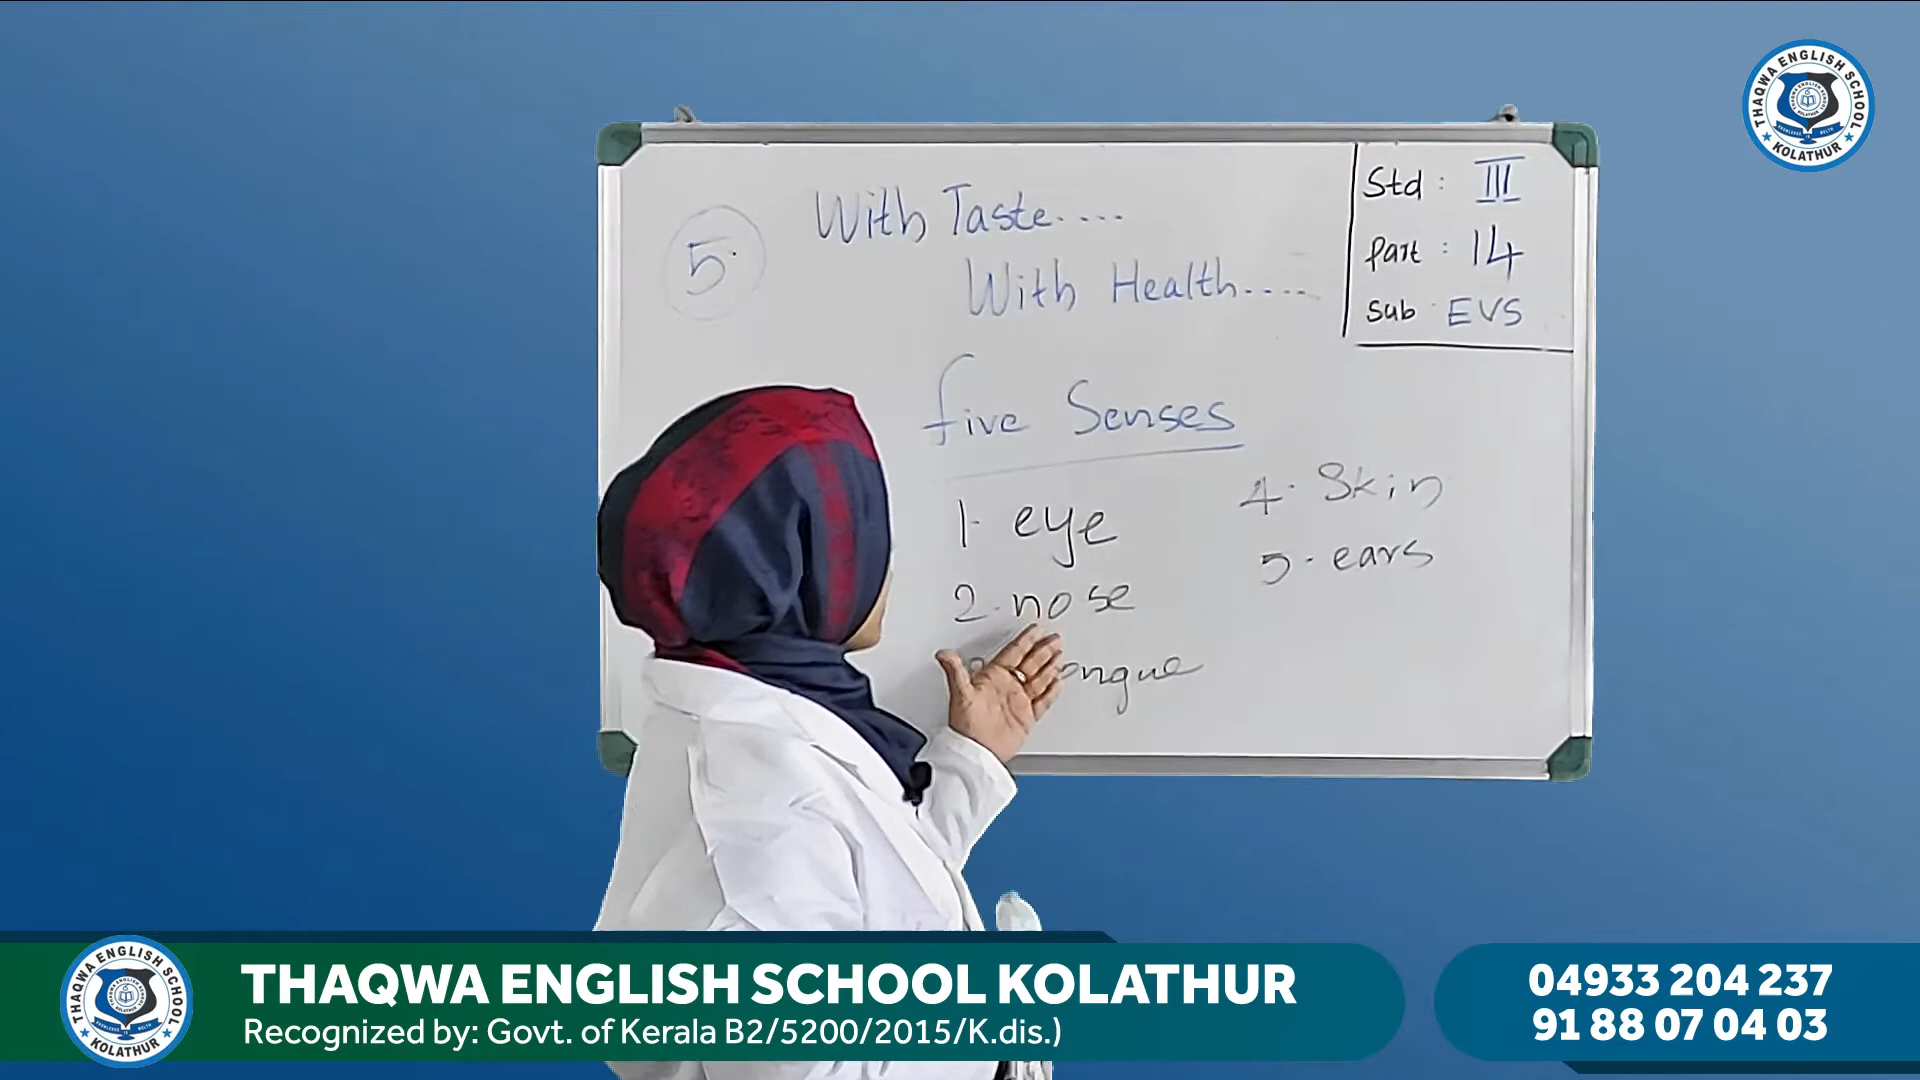 THAQWA ENGLISH SCHOOL
KOLATHUR
Std : III
Part : 14
Sub : EVS
5.
With Taste....
With Health....
five Senses
1. eye
2. nose
ongue
4. Skin
5. ears
THAQWA ENGLISH SCHOOL
KOLATHUR
THAQWA ENGLISH SCHOOL KOLATHUR
Recognized by: Govt. of Kerala B2/5200/2015/K.dis.)
04933 204 237
91 88 07 04 03